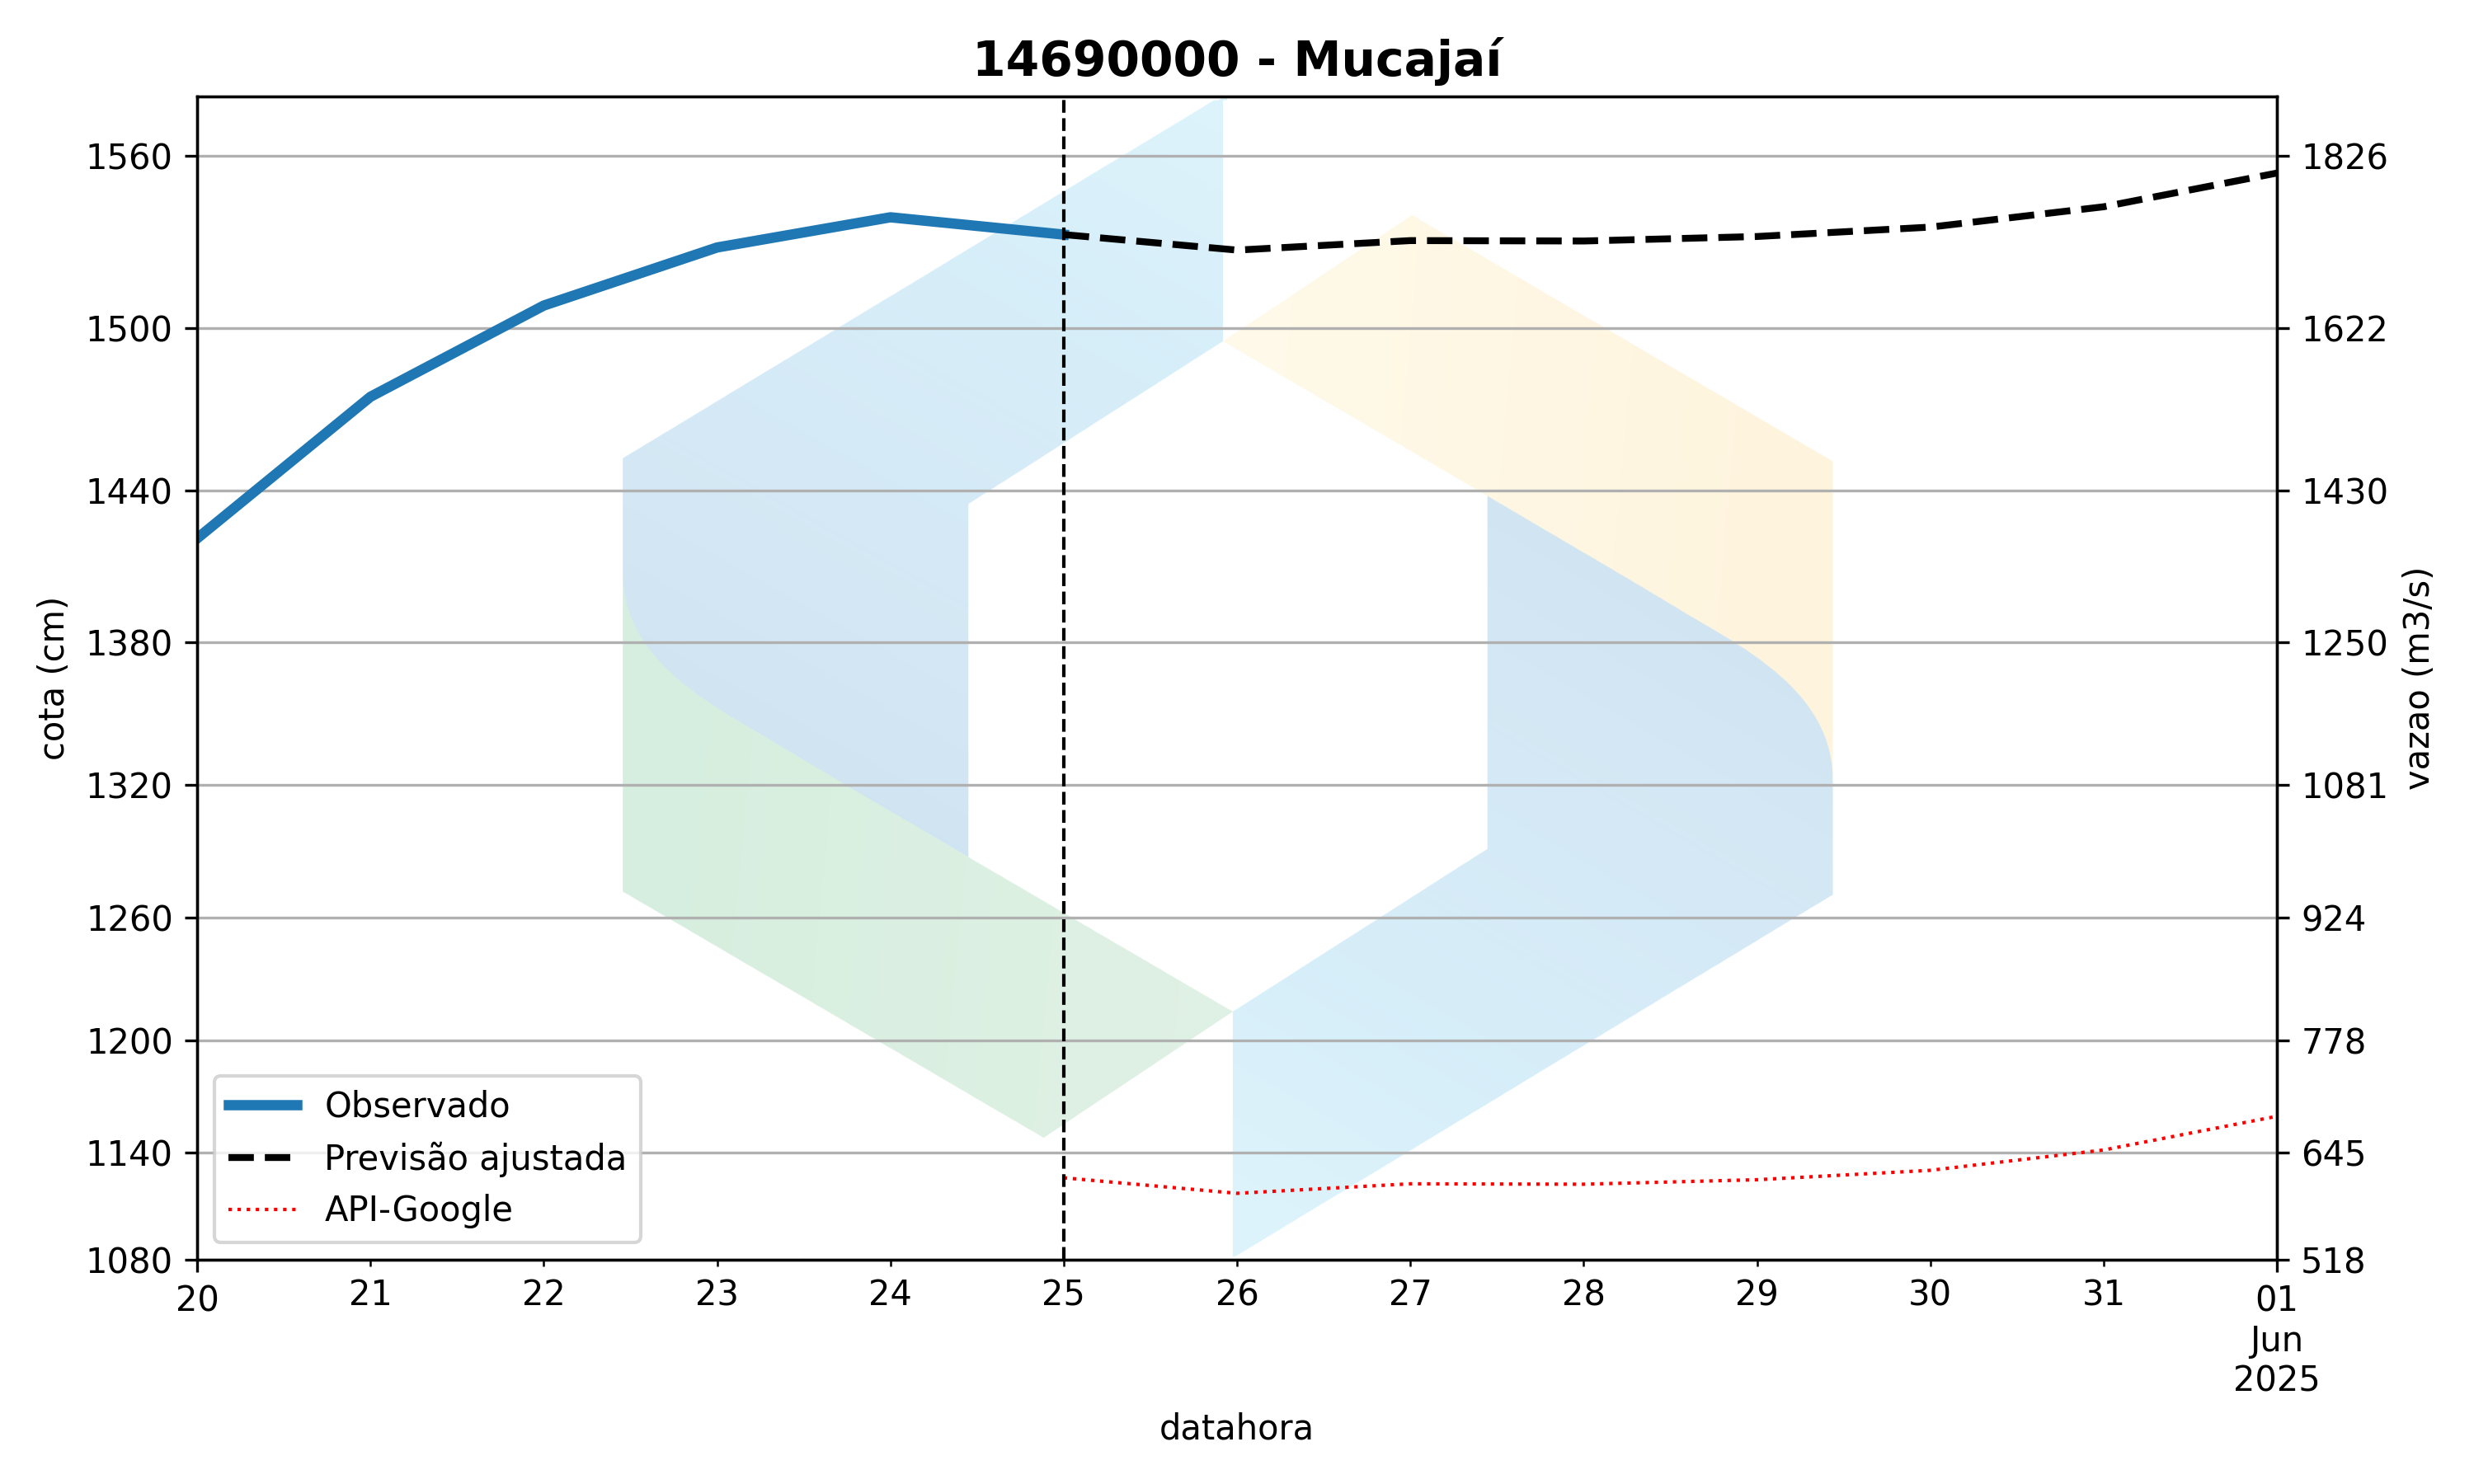 14690000 - Mucajaí
1560
1500
1440
1380
1320
1260
1200
1140
1080
cota (cm)
1826
1622
1430
1250
1081
924
778
645
518
vazao (m3/s)
Observado
Previsão ajustada
API-Google
20 21 22 23 24 25 26 27 28 29 30 31 01
Jun
2025
datahora